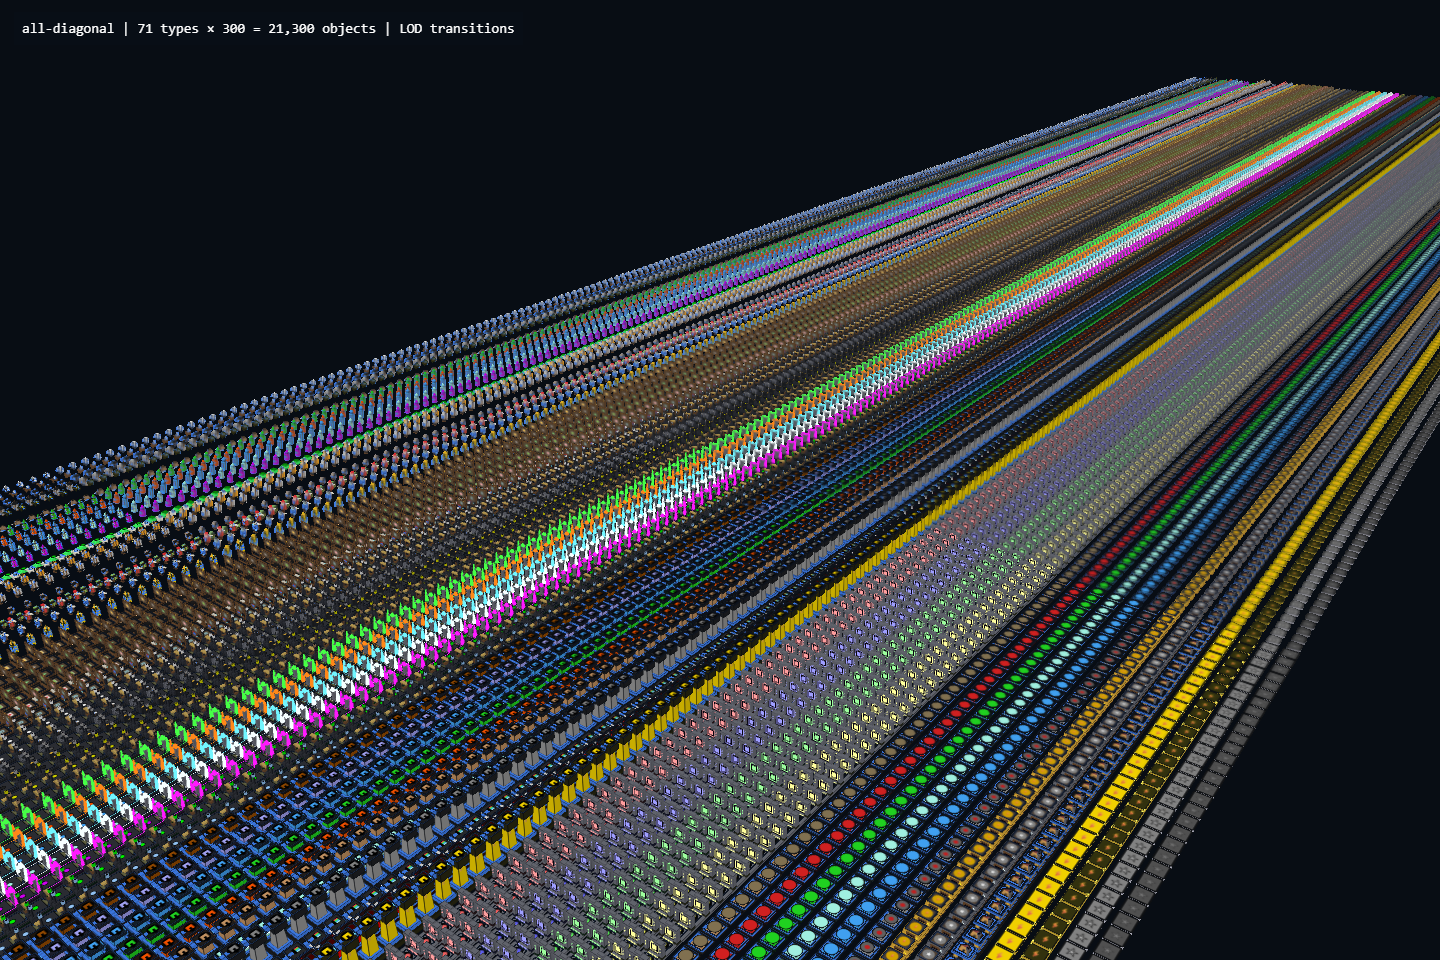 all-diagonal | 71 types × 300 = 21,300 objects | LOD transitions